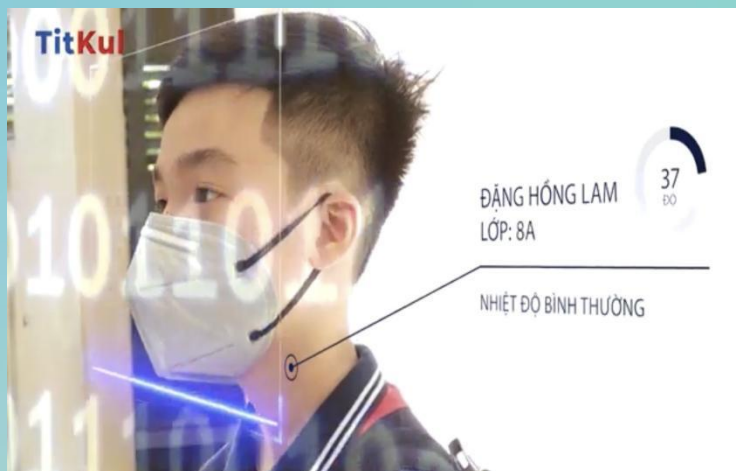 TitKul
ĐẶNG HỒNG LAM
LỚP: 8A
37
ĐỘ
NHIỆT ĐỘ BÌNH THƯỜNG